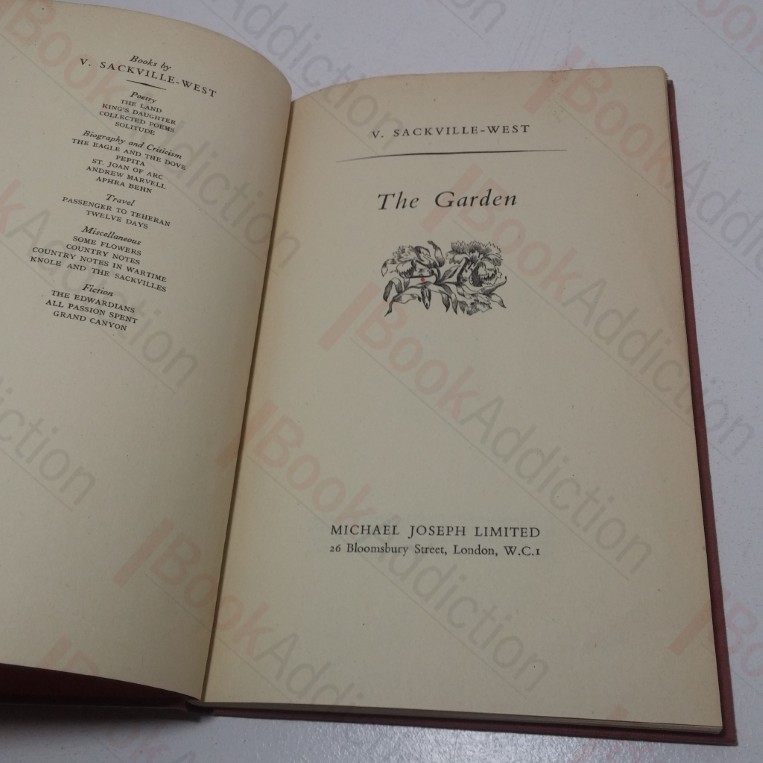 Books by
V. SACKVILLE-WEST
Poetry
THE LAND
KING'S DAUGHTER
COLLECTED POEMS
SOLITUDE
Biography and Criticism
THE EAGLE AND THE DOVE
PEPITA
ST. JOAN OF ARC
ANDREW MARVELL
APHRA BEHN
Travel
PASSENGER TO TEHERAN
TWELVE DAYS
Miscellaneous
SOME FLOWERS
COUNTRY NOTES
COUNTRY NOTES IN WARTIME
KNOLE AND THE SACKVILLES
Fiction
THE EDWARDIANS
ALL PASSION SPENT
GRAND CANYON
V. SACKVILLE-WEST
The Garden
MICHAEL JOSEPH LIMITED
26 Bloomsbury Street, London, W.C.1
BookAddiction